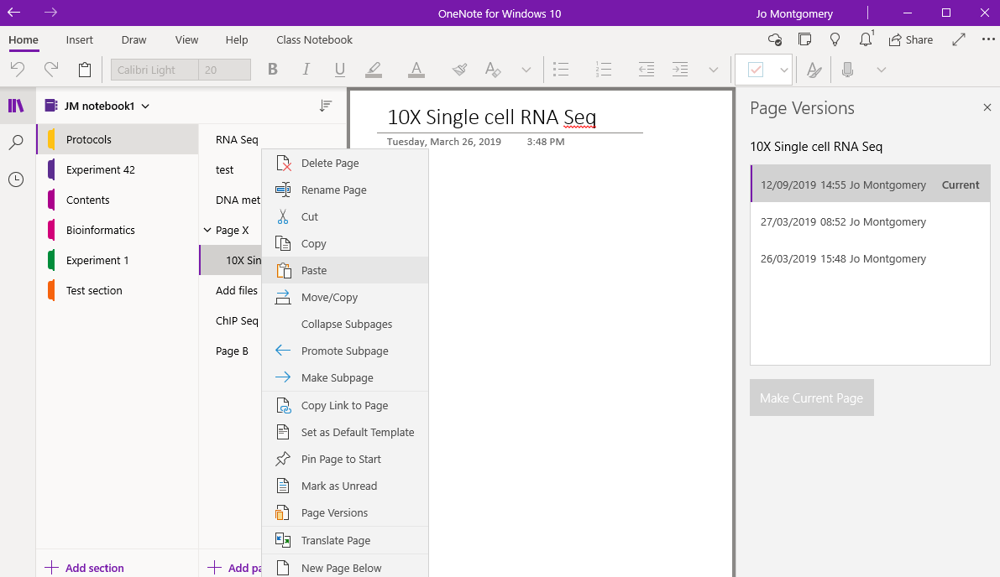 OneNote for Windows 10
Jo Montgomery
Home Insert Draw View Help Class Notebook
1
Share
Calibri Light 20
B I U A A
JM notebook1
Protocols
Experiment 42
Contents
Bioinformatics
Experiment 1
Test section
Add section
RNA Seq
test
DNA met
Page X
10X Sin
Add files
ChIP Seq
Page B
Add pa
Delete Page
Rename Page
Cut
Copy
Paste
Move/Copy
Collapse Subpages
Promote Subpage
Make Subpage
Copy Link to Page
Set as Default Template
Pin Page to Start
Mark as Unread
Page Versions
Translate Page
New Page Below
10X Single cell RNA Seq
Tuesday, March 26, 2019 3:48 PM
Page Versions
10X Single cell RNA Seq
12/09/2019 14:55 Jo Montgomery Current
27/03/2019 08:52 Jo Montgomery
26/03/2019 15:48 Jo Montgomery
Make Current Page